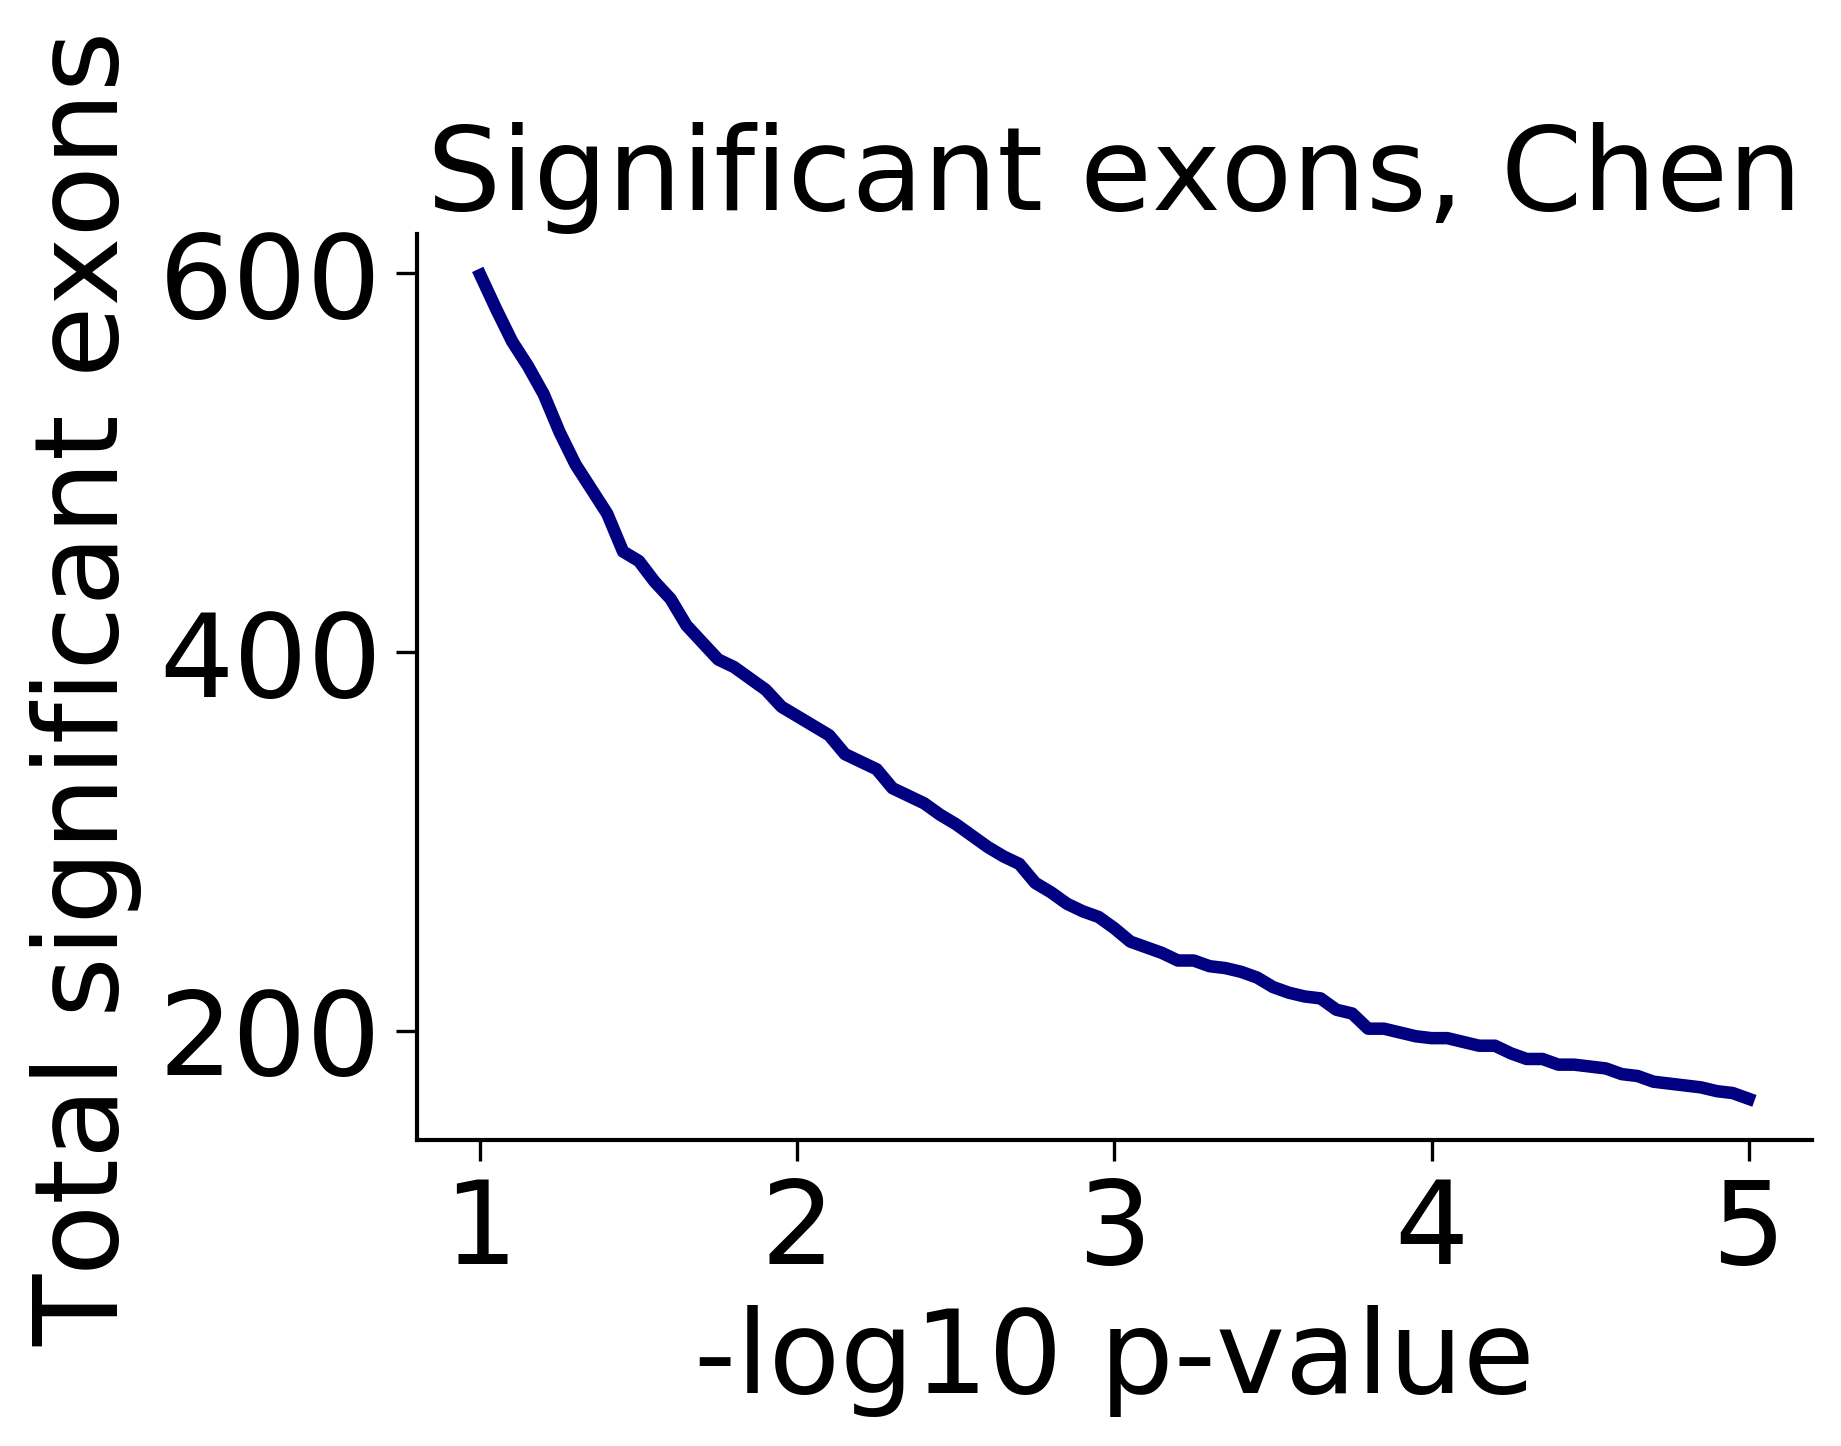 Significant exons, Chen
Total significant exons
600
400
200
1 2 3 4 5
-log10 p-value